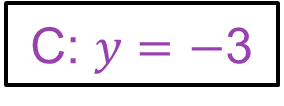 C: y = −3